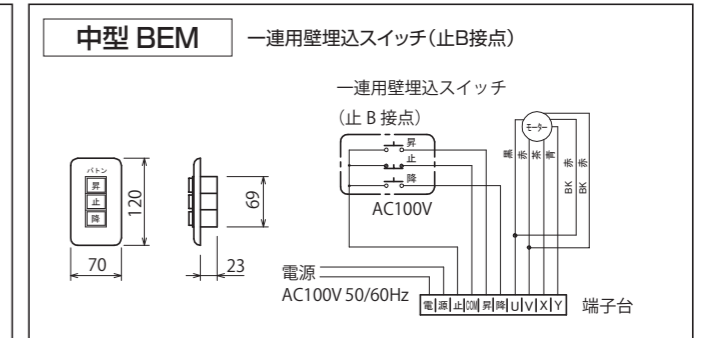 中型 BEM
一連用壁埋込スイッチ(止B接点)
一連用壁埋込スイッチ
(止 B 接点)
昇
止
降
AC100V
モーター
黒
赤
茶
青
BK
赤
BK
赤
バトン
昇
止
降
120
70
69
23
電源
AC100V 50/60Hz
電 源 止 COM 昇 降 U V X Y
端子台